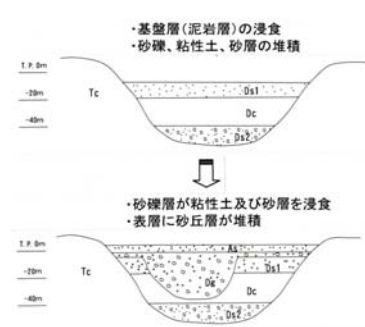 ・基盤層(泥岩層)の浸食
・砂礫、粘性土、砂層の堆積
T.P. 0m
-20m
-40m
Tc
Ds1
Dc
Ds2
・砂礫層が粘性土及び砂層を浸食
・表層に砂丘層が堆積
T.P. 0m
-20m
-40m
Tc
As
Ds1
Dg
Dc
Ds2